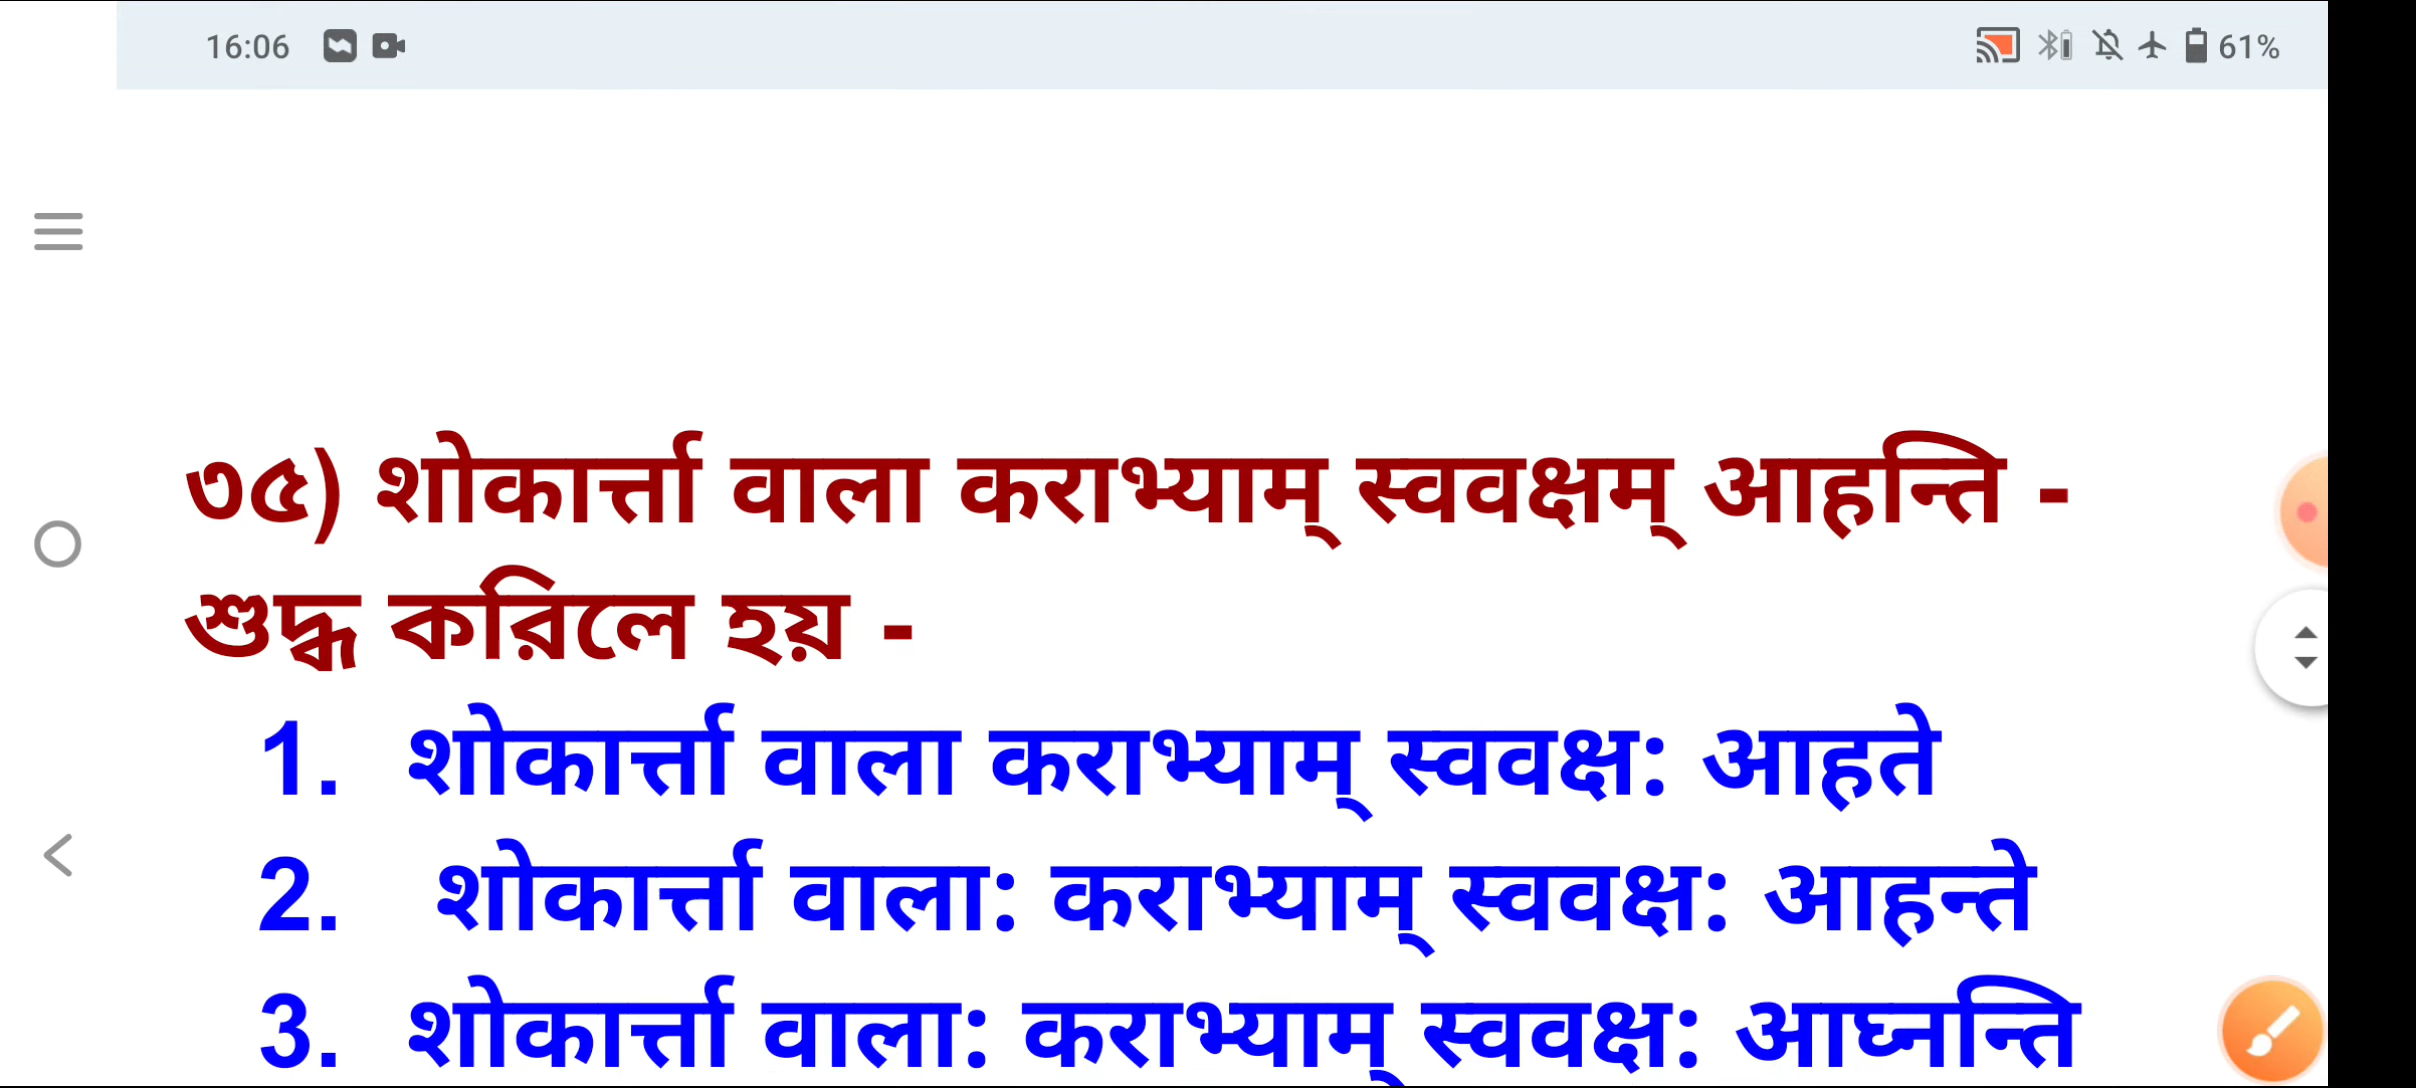 16:06 61%
৩৫) शोकार्त्ता वाला कराभ्याम् स्ववक्षम् आहन्ति -
শুদ্ধ করিলে হয় -
1. शोकार्त्ता वाला कराभ्याम् स्ववक्ष: आहते
2. शोकार्त्ता वाला: कराभ्याम् स्ववक्ष: आहन्ते
3. शोकार्त्ता वाला: कराभ्याम् स्ववक्ष: आघ्नन्ति